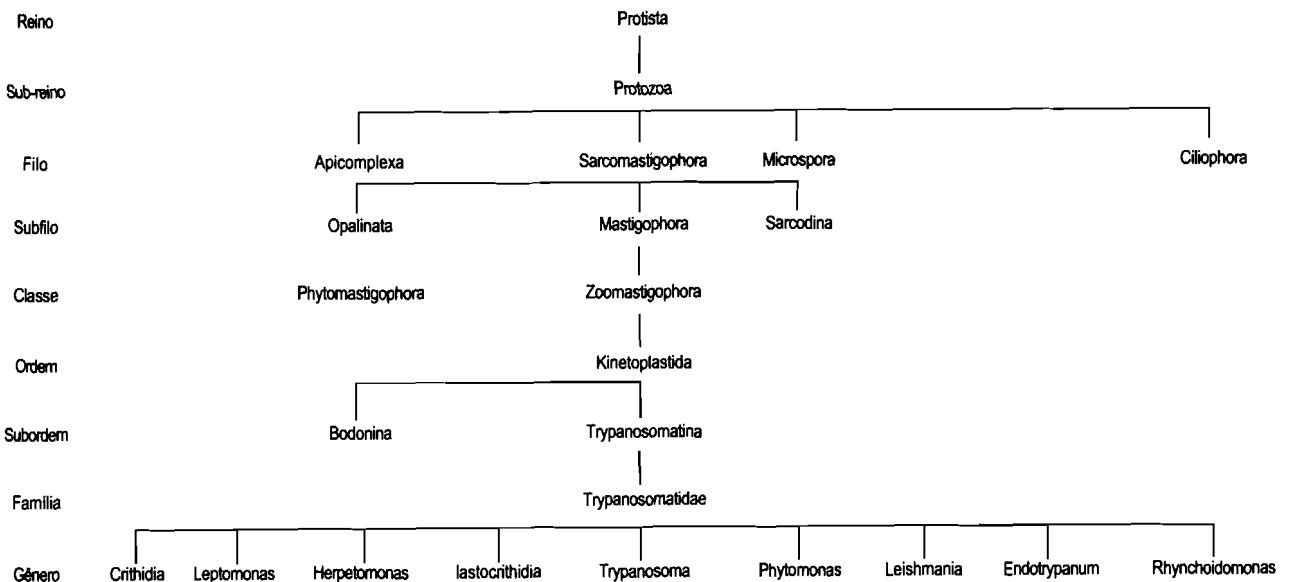 Reino Protista
Sub-reino Protozoa
Filo Apicomplexa Sarcomastigophora Microspora Ciliophora
Subfilo Opalinata Mastigophora Sarcodina
Classe Phytomastigophora Zoomastigophora
Ordem Kinetoplastida
Subordem Bodonina Trypanosomatina
Família Trypanosomatidae
Gênero Crithidia Leptomonas Herpetomonas lastocrithidia Trypanosoma Phytomonas Leishmania Endotrypanum Rhynchoidomonas